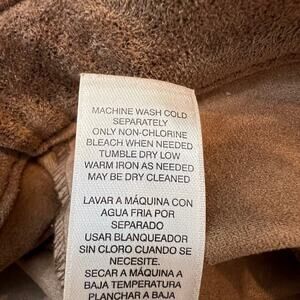 MACHINE WASH COLD
SEPARATELY
ONLY NON-CHLORINE
BLEACH WHEN NEEDED
TUMBLE DRY LOW
WARM IRON AS NEEDED
MAY BE DRY CLEANED
LAVAR A MÁQUINA CON
AGUA FRIA POR
SEPARADO
USAR BLANQUEADOR
SIN CLORO CUANDO SE
NECESITE.
SECAR A MÁQUINA A
BAJA TEMPERATURA
PLANCHAR A BAJA